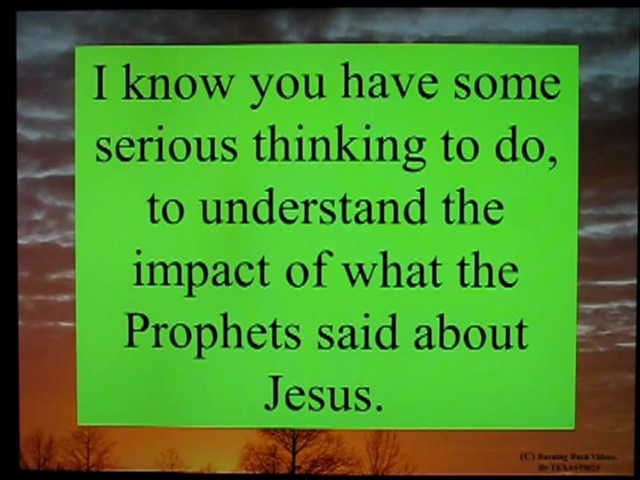 I know you have some
serious thinking to do,
to understand the
impact of what the
Prophets said about
Jesus.
(C) Burning Bush Videos.
By